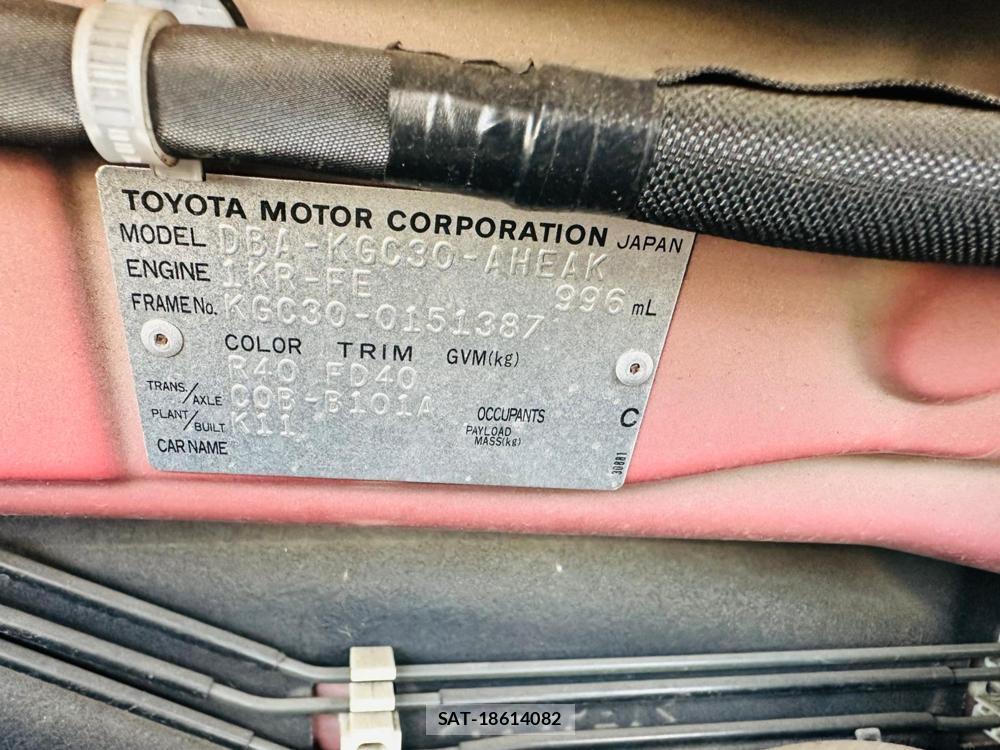 TOYOTA MOTOR CORPORATION JAPAN
MODEL DBA-KGC30-AHEAK
ENGINE 1KR-FE 996 mL
FRAME No. KGC30-0151387
COLOR TRIM GVM(kg)
R40 FD40
TRANS./AXLE C0B-B101A
PLANT/BUILT K11
OCCUPANTS C
PAYLOAD MASS(kg)
CAR NAME
30881
SAT-18614082